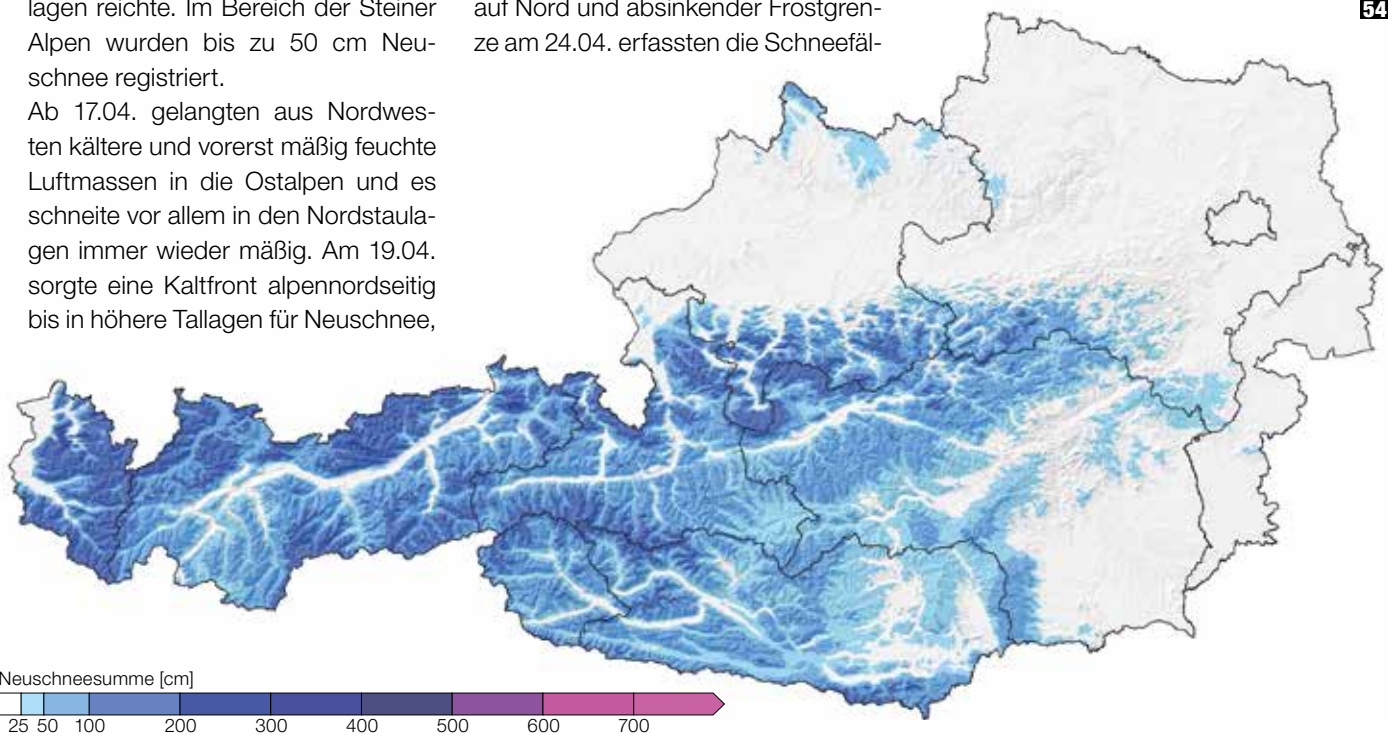 lagen reichte. Im Bereich der Steiner
Alpen wurden bis zu 50 cm Neu-
schnee registriert.
Ab 17.04. gelangten aus Nordwes-
ten kältere und vorerst mäßig feuchte
Luftmassen in die Ostalpen und es
schneite vor allem in den Nordstaula-
gen immer wieder mäßig. Am 19.04.
sorgte eine Kaltfront alpennordseitig
bis in höhere Tallagen für Neuschnee,
auf Nord und absinkender Frostgren-
ze am 24.04. erfassten die Schneefäl-
54
Neuschneesumme [cm]
25 50 100 200 300 400 500 600 700